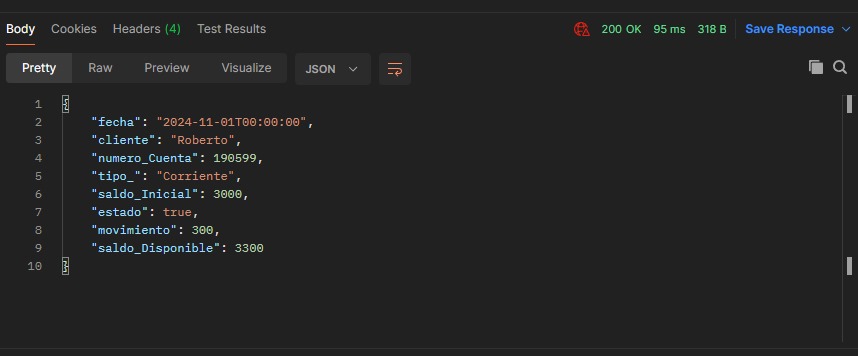 Body Cookies Headers (4) Test Results 200 OK 95 ms 318 B Save Response
Pretty Raw Preview Visualize JSON
1 {
2 "fecha": "2024-11-01T00:00:00",
3 "cliente": "Roberto",
4 "numero_Cuenta": 190599,
5 "tipo_": "Corriente",
6 "saldo_Inicial": 3000,
7 "estado": true,
8 "movimiento": 300,
9 "saldo_Disponible": 3300
10 }